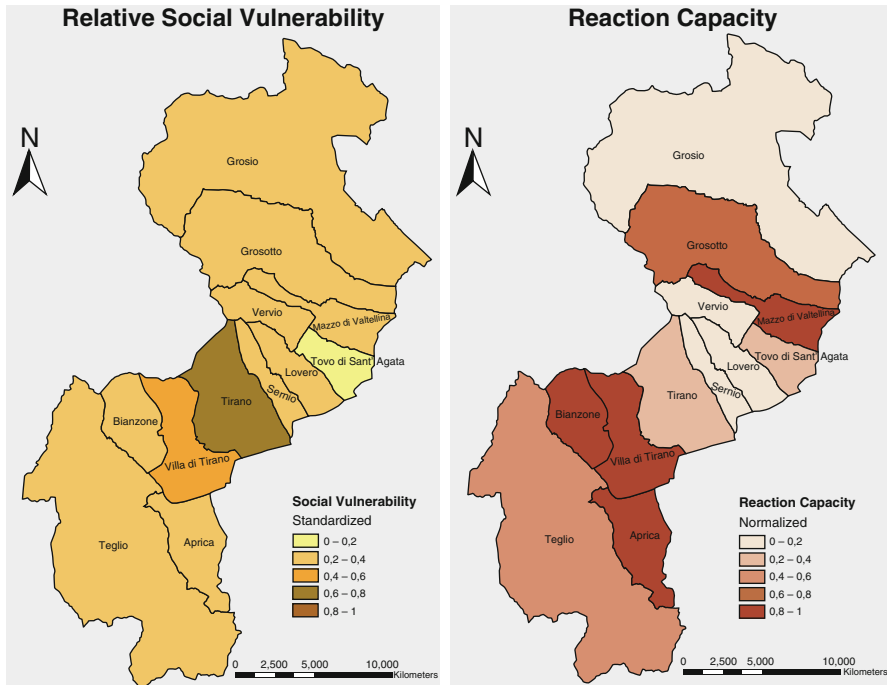 Relative Social Vulnerability
N
Grosio
Grosotto
Vervio
Mazzo di Valtellina
Tovo di Sant' Agata
Lovero
Sernio
Tirano
Bianzone
Villa di Tirano
Teglio
Aprica
Social Vulnerability
Standardized
0 – 0,2
0,2 – 0,4
0,4 – 0,6
0,6 – 0,8
0,8 – 1
0 2,500 5,000 10,000
Kilometers
Reaction Capacity
N
Grosio
Grosotto
Vervio
Mazzo di Valtellina
Tovo di Sant' Agata
Lovero
Sernio
Tirano
Bianzone
Villa di Tirano
Teglio
Aprica
Reaction Capacity
Normalized
0 – 0,2
0,2 – 0,4
0,4 – 0,6
0,6 – 0,8
0,8 – 1
0 2,500 5,000 10,000
Kilometers